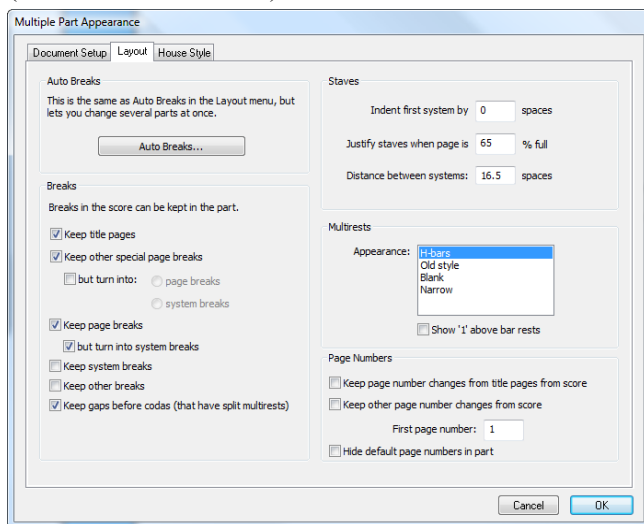 Multiple Part Appearance
Document Setup
Layout
House Style
Auto Breaks
This is the same as Auto Breaks in the Layout menu, but
lets you change several parts at once.
Auto Breaks...
Breaks
Breaks in the score can be kept in the part.
Keep title pages
Keep other special page breaks
but turn into:
page breaks
system breaks
Keep page breaks
but turn into system breaks
Keep system breaks
Keep other breaks
Keep gaps before codas (that have split multirests)
Staves
Indent first system by 0 spaces
Justify staves when page is 65 % full
Distance between systems: 16.5 spaces
Multirests
Appearance:
H-bars
Old style
Blank
Narrow
Show '1' above bar rests
Page Numbers
Keep page number changes from title pages from score
Keep other page number changes from score
First page number: 1
Hide default page numbers in part
Cancel
OK